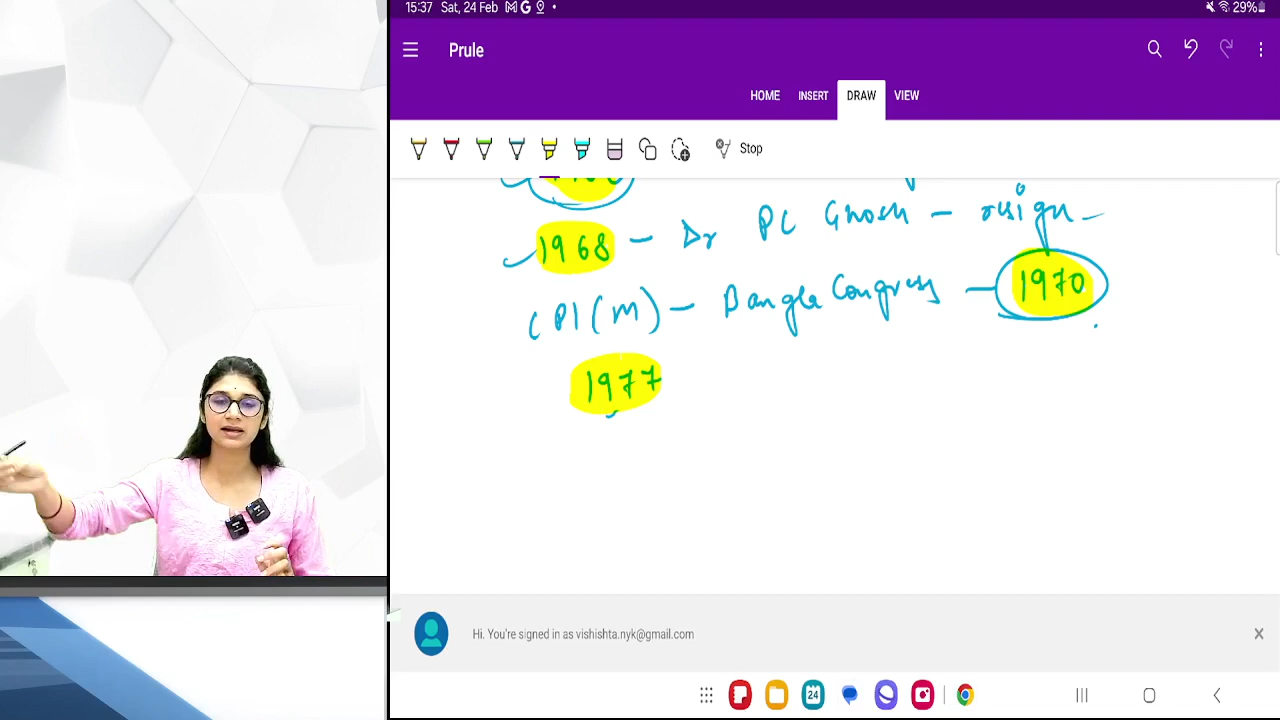 15:37 Sat, 24 Feb M G 29%
Prule
HOME INSERT DRAW VIEW
Stop
1968 - Dr PC Ghosh - resign -
CPI(M) - Bangla Congress - 1970
1977
Hi. You're signed in as vishishta.nyk@gmail.com
24